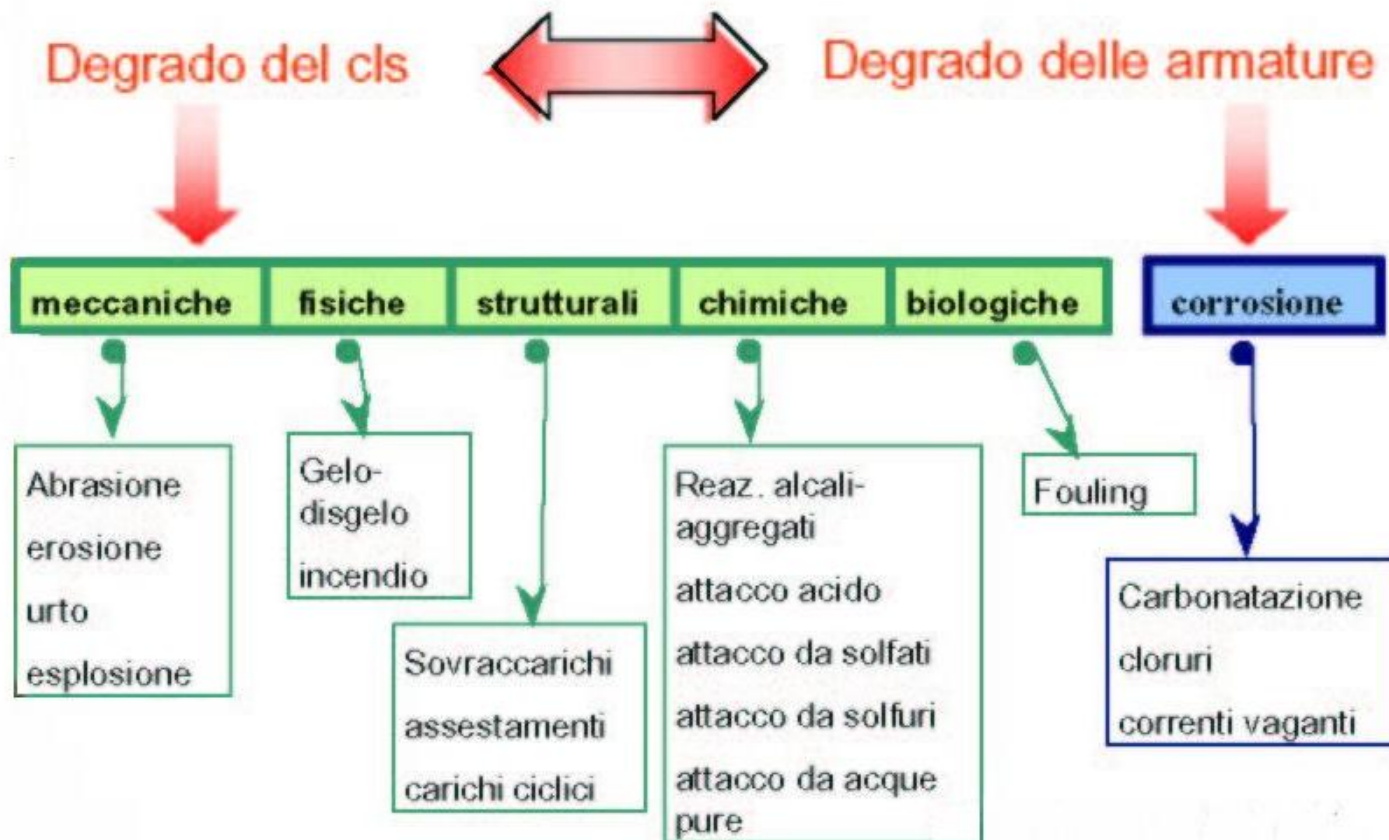 Degrado del cls
Degrado delle armature
meccaniche
fisiche
strutturali
chimiche
biologiche
corrosione
Abrasione
erosione
urto
esplosione
Gelo-
disgelo
incendio
Sovraccarichi
assestamenti
carichi ciclici
Reaz. alcali-
aggregati
attacco acido
attacco da solfati
attacco da solfuri
attacco da acque
pure
Fouling
Carbonatazione
cloruri
correnti vaganti